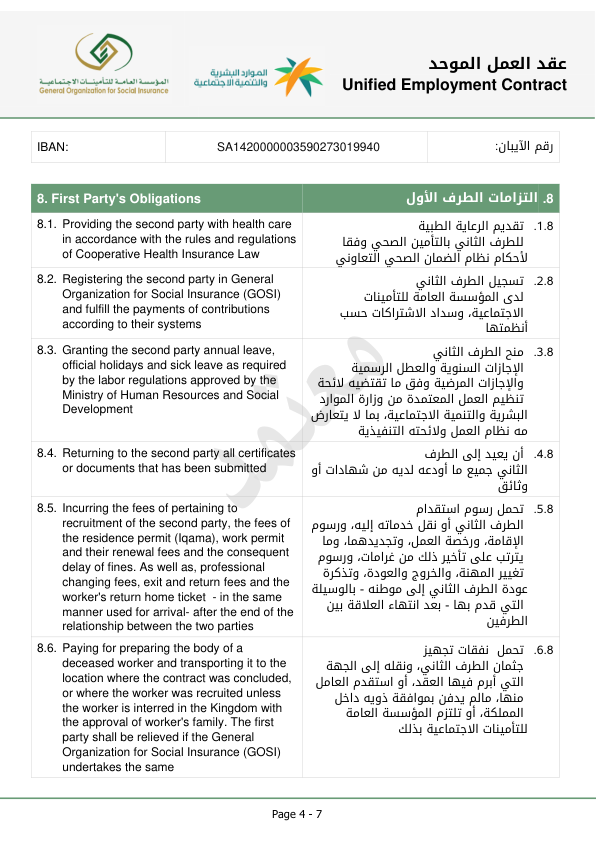 المؤسسة العامة للتأمينات الاجتماعية
General Organization for Social Insurance
الموارد البشرية
والتنمية الاجتماعية
عقد العمل الموحد
Unified Employment Contract
IBAN: SA1420000003590273019940 رقم الآيبان:
8. First Party's Obligations
8. التزامات الطرف الأول
8.1. Providing the second party with health care
in accordance with the rules and regulations
of Cooperative Health Insurance Law
1.8. تقديم الرعاية الطبية
للطرف الثاني بالتأمين الصحي وفقا
لأحكام نظام الضمان الصحي التعاوني
8.2. Registering the second party in General
Organization for Social Insurance (GOSI)
and fulfill the payments of contributions
according to their systems
2.8. تسجيل الطرف الثاني
لدى المؤسسة العامة للتأمينات
الاجتماعية، وسداد الاشتراكات حسب
أنظمتها
8.3. Granting the second party annual leave,
official holidays and sick leave as required
by the labor regulations approved by the
Ministry of Human Resources and Social
Development
3.8. منح الطرف الثاني
الإجازات السنوية والعطل الرسمية
والإجازات المرضية وفق ما تقتضيه لائحة
تنظيم العمل المعتمدة من وزارة الموارد
البشرية والتنمية الاجتماعية، بما لا يتعارض
مه نظام العمل ولائحته التنفيذية
8.4. Returning to the second party all certificates
or documents that has been submitted
4.8. أن يعيد إلى الطرف
الثاني جميع ما أودعه لديه من شهادات أو
وثائق
8.5. Incurring the fees of pertaining to
recruitment of the second party, the fees of
the residence permit (Iqama), work permit
and their renewal fees and the consequent
delay of fines. As well as, professional
changing fees, exit and return fees and the
worker's return home ticket - in the same
manner used for arrival- after the end of the
relationship between the two parties
5.8. تحمل رسوم استقدام
الطرف الثاني أو نقل خدماته إليه، ورسوم
الإقامة، ورخصة العمل، وتجديدهما، وما
يترتب على تأخير ذلك من غرامات، ورسوم
تغيير المهنة، والخروج والعودة، وتذكرة
عودة الطرف الثاني إلى موطنه - بالوسيلة
التي قدم بها - بعد انتهاء العلاقة بين
الطرفين
8.6. Paying for preparing the body of a
deceased worker and transporting it to the
location where the contract was concluded,
or where the worker was recruited unless
the worker is interred in the Kingdom with
the approval of worker's family. The first
party shall be relieved if the General
Organization for Social Insurance (GOSI)
undertakes the same
6.8. تحمل نفقات تجهيز
جثمان الطرف الثاني، ونقله إلى الجهة
التي أبرم فيها العقد، أو استقدم العامل
منها، مالم يدفن بموافقة ذويه داخل
المملكة، أو تلتزم المؤسسة العامة
للتأمينات الاجتماعية بذلك
معتمد
Page 4 - 7